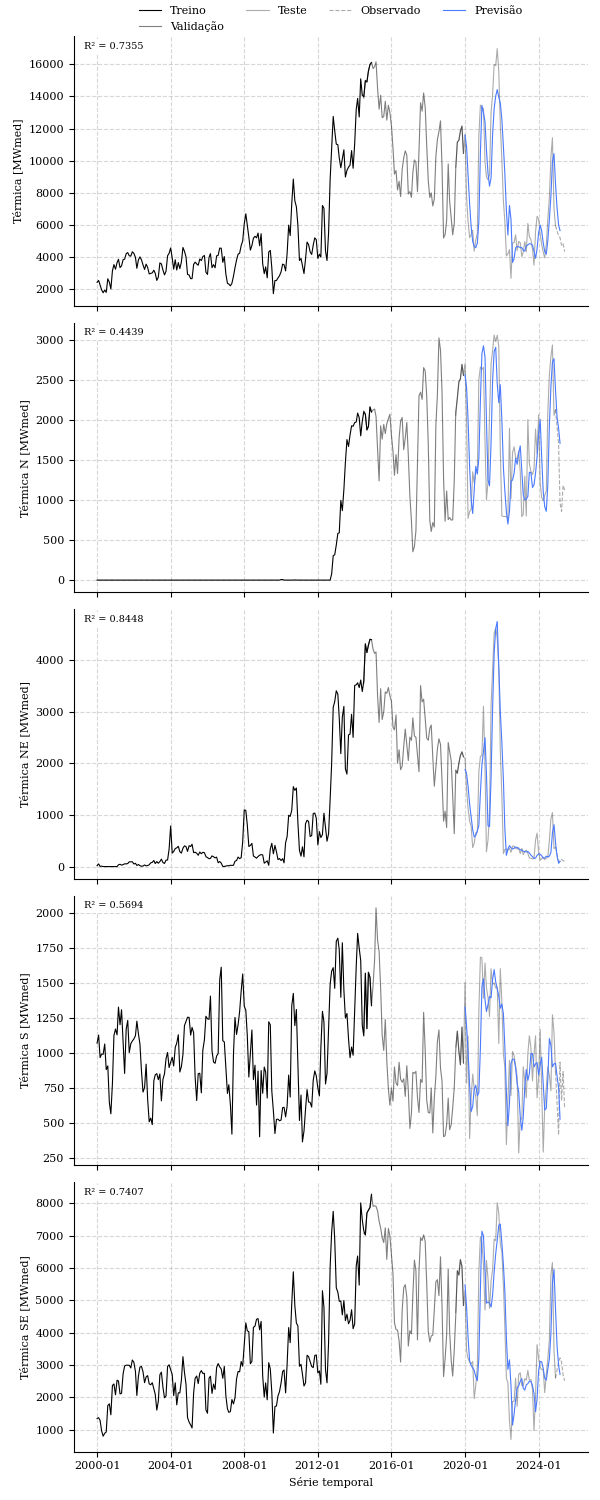 Treino
Teste
Observado
Previsão
Validação
R² = 0.7355
Térmica [MWmed]
16000
14000
12000
10000
8000
6000
4000
2000
R² = 0.4439
Térmica N [MWmed]
3000
2500
2000
1500
1000
500
0
R² = 0.8448
Térmica NE [MWmed]
4000
3000
2000
1000
0
R² = 0.5694
Térmica S [MWmed]
2000
1750
1500
1250
1000
750
500
250
R² = 0.7407
Térmica SE [MWmed]
8000
7000
6000
5000
4000
3000
2000
1000
2000-01
2004-01
2008-01
2012-01
2016-01
2020-01
2024-01
Série temporal